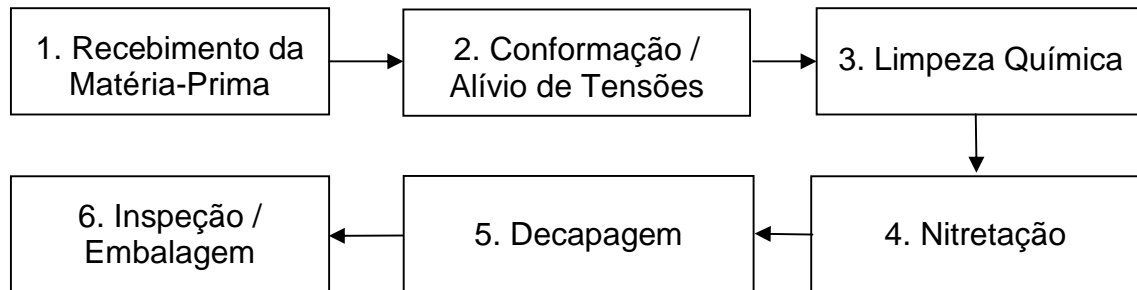 1. Recebimento da
Matéria-Prima
2. Conformação /
Alívio de Tensões
3. Limpeza Química
4. Nitretação
5. Decapagem
6. Inspeção /
Embalagem